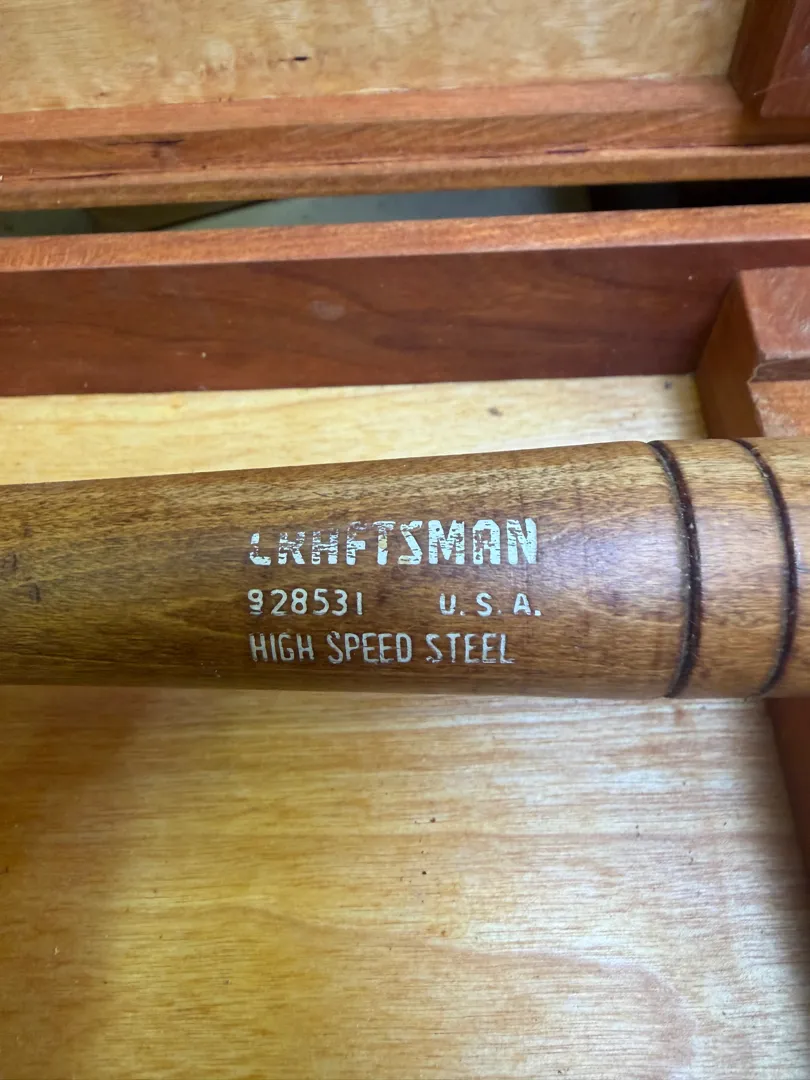 CRAFTSMAN
928531 U.S.A.
HIGH SPEED STEEL